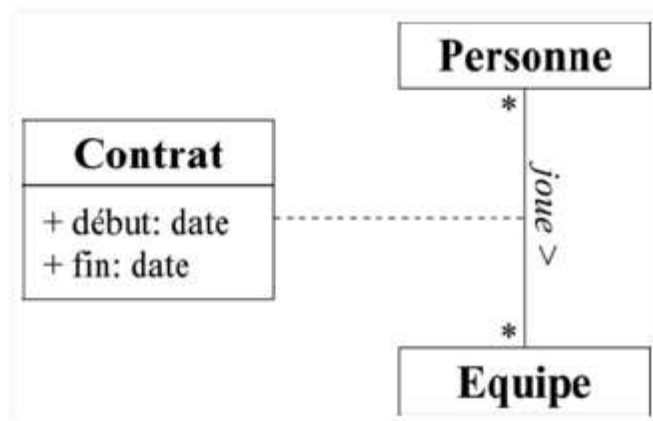 Personne
*
Contrat
+ début: date
+ fin: date
joue >
*
Equipe